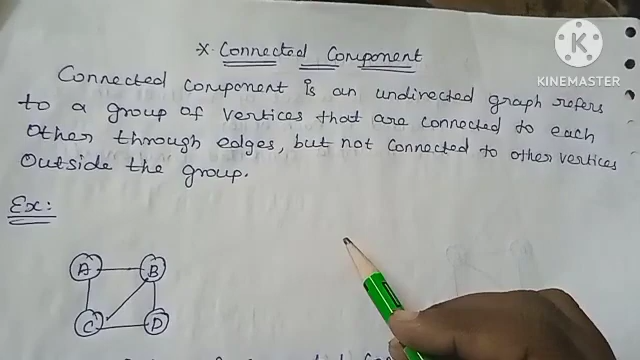 * Connected Component
Connected component is an undirected graph refers
to a group of vertices that are connected to each
other through edges, but not connected to other vertices
outside the group.
Ex:
A B
C D
K
KINEMASTER